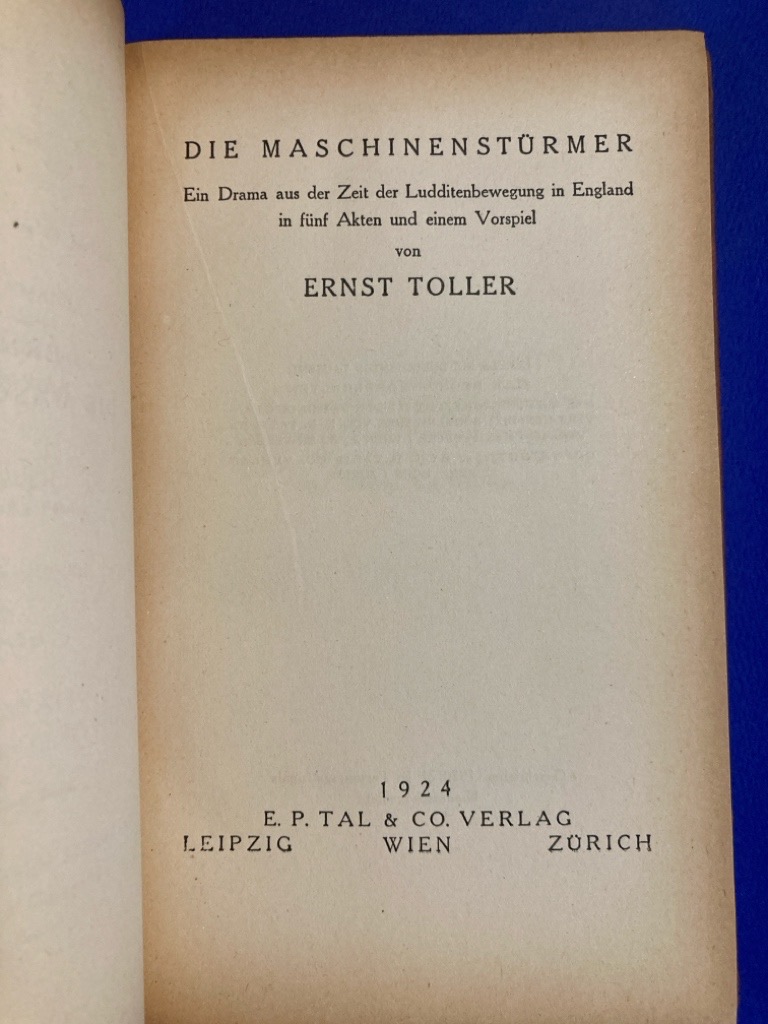 DIE MASCHINENSTÜRMER
Ein Drama aus der Zeit der Ludditenbewegung in England
in fünf Akten und einem Vorspiel
von
ERNST TOLLER
1924
E. P. TAL & CO. VERLAG
LEIPZIG WIEN ZÜRICH